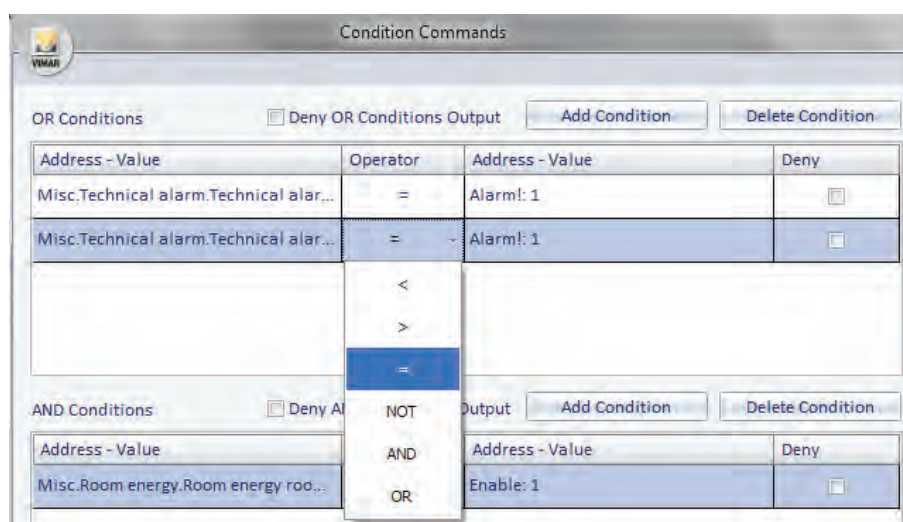 Condition Commands
VIMAR
OR Conditions Deny OR Conditions Output Add Condition Delete Condition
Address - Value Operator Address - Value Deny
Misc.Technical alarm.Technical alar... = Alarm!: 1
Misc.Technical alarm.Technical alar... = Alarm!: 1
<
>
=
AND Conditions Deny A NOT Output Add Condition Delete Condition
Address - Value AND Address - Value Deny
Misc.Room energy.Room energy roo... Enable: 1
OR